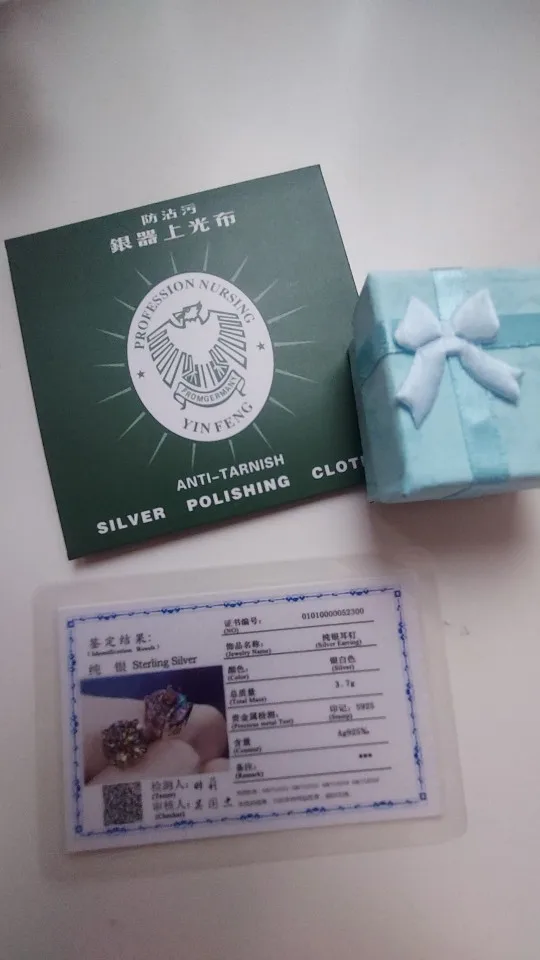 防沾污
銀器上光布
PROFESSION NURSING
FROMGERMANY
YIN FENG
ANTI-TARNISH
SILVER POLISHING CLOT
鉴定结果:
纯 银 Sterling Silver
检测人:
审核人:
(Checker)
证书编号: 01010000052300
(NO)
饰品名称: 纯银耳钉
(Jewelry Name) (Silver Earring)
颜色: 银白色
(Color) (Silver)
总质量 3.7g
(Total Mass)
贵金属检测: 印记: S925
(Precious metal Test) (Stamp)
含量 Ag925‰
(Content)
备注: ***
(Remark)